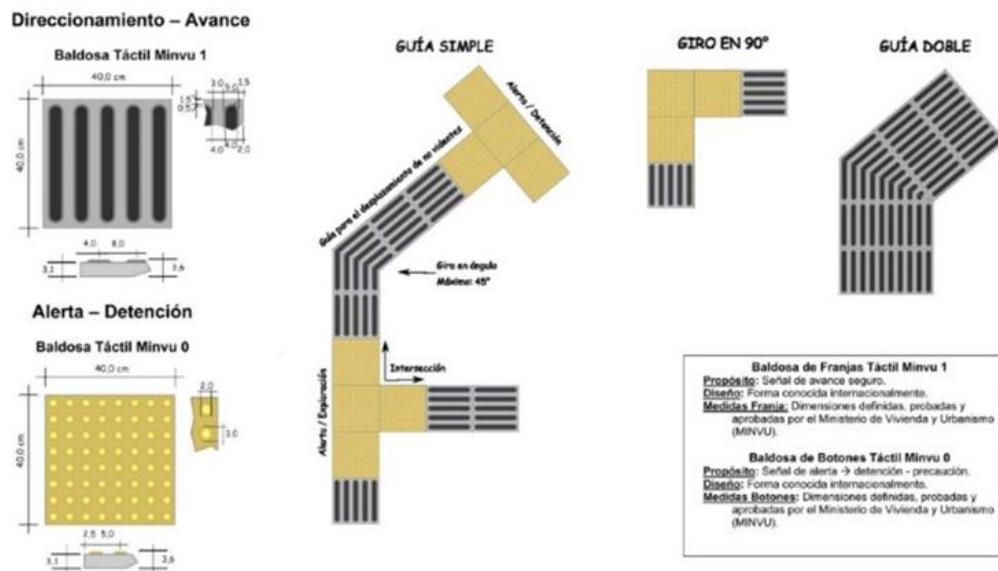 Direccionamiento – Avance
Baldosa Táctil Minvu 1
40,0 cm
3,0 5,0 1,5
1,5
0,5
40,0 cm
4,0 4,0 2,0
4,0 8,0
3,1 3,6
Alerta – Detención
Baldosa Táctil Minvu 0
40,0 cm
2,0
3,0
40,0 cm
2,5 5,0
3,1 3,6
GUÍA SIMPLE
Alerta / Detención
Guía para el desplazamiento de no videntes
Giro en ángulo
Máximo: 45°
Intersección
Alerta / Exploración
GIRO EN 90°
GUÍA DOBLE
Baldosa de Franjas Táctil Minvu 1
Propósito: Señal de avance seguro.
Diseño: Forma conocida internacionalmente.
Medidas Franja: Dimensiones definidas, probadas y
aprobadas por el Ministerio de Vivienda y Urbanismo
(MINVU).
Baldosa de Botones Táctil Minvu 0
Propósito: Señal de alerta → detención - precaución.
Diseño: Forma conocida internacionalmente.
Medidas Botones: Dimensiones definidas, probadas y
aprobadas por el Ministerio de Vivienda y Urbanismo
(MINVU).